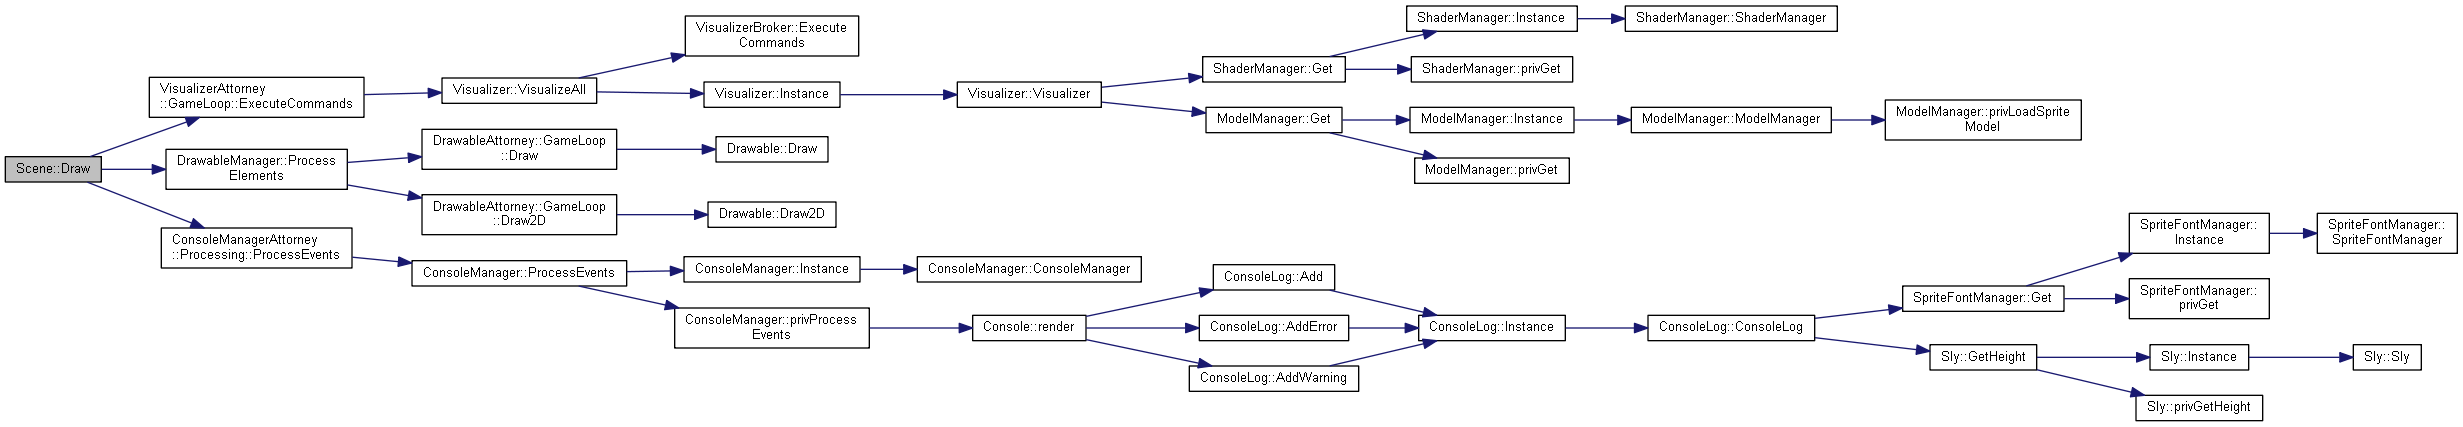 Scene::Draw
VisualizerAttorney
::GameLoop::ExecuteCommands
DrawableManager::Process
Elements
ConsoleManagerAttorney
::Processing::ProcessEvents
Visualizer::VisualizeAll
DrawableAttorney::GameLoop
::Draw
DrawableAttorney::GameLoop
::Draw2D
ConsoleManager::ProcessEvents
VisualizerBroker::Execute
Commands
Visualizer::Instance
Drawable::Draw
Drawable::Draw2D
ConsoleManager::Instance
ConsoleManager::privProcess
Events
Visualizer::Visualizer
ConsoleManager::ConsoleManager
Console::render
ShaderManager::Get
ModelManager::Get
ConsoleLog::Add
ConsoleLog::AddError
ConsoleLog::AddWarning
ShaderManager::Instance
ShaderManager::privGet
ModelManager::Instance
ModelManager::privGet
ConsoleLog::Instance
ShaderManager::ShaderManager
ModelManager::ModelManager
ConsoleLog::ConsoleLog
ModelManager::privLoadSprite
Model
SpriteFontManager::Get
Sly::GetHeight
SpriteFontManager::
Instance
SpriteFontManager::
privGet
Sly::Instance
Sly::privGetHeight
SpriteFontManager::
SpriteFontManager
Sly::Sly